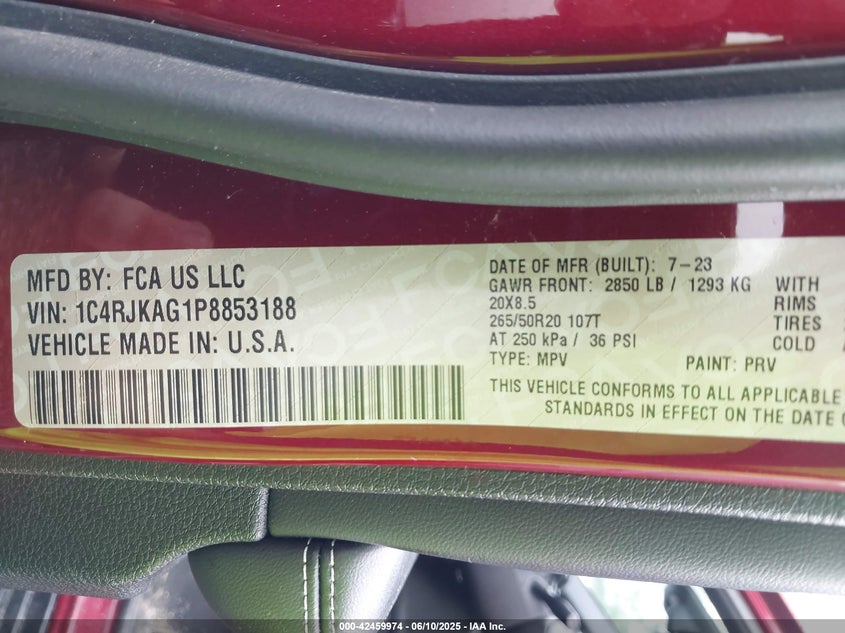 MFD BY: FCA US LLC
VIN: 1C4RJKAG1P8853188
VEHICLE MADE IN: U.S.A.
DATE OF MFR (BUILT): 7-23
GAWR FRONT: 2850 LB / 1293 KG WITH
20X8.5 RIMS
265/50R20 107T TIRES
AT 250 kPa / 36 PSI COLD
TYPE: MPV PAINT: PRV
THIS VEHICLE CONFORMS TO ALL APPLICABLE
STANDARDS IN EFFECT ON THE DATE
000-42459974 - 06/10/2025 - IAA Inc.